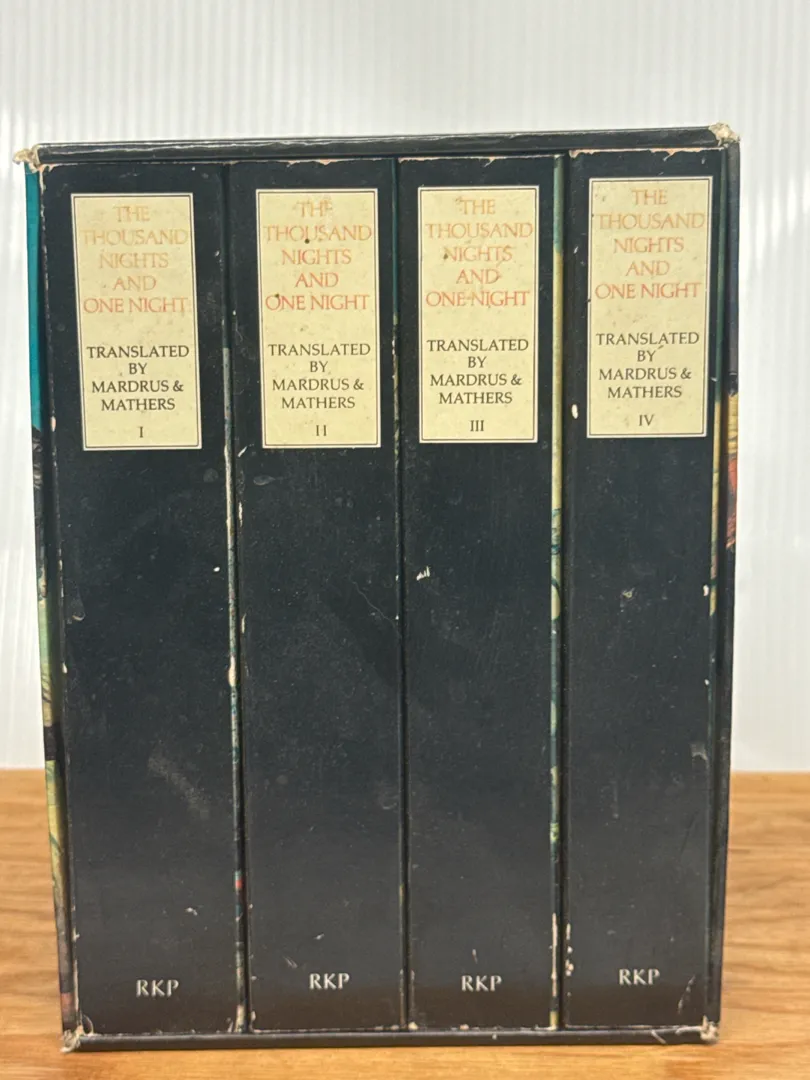 THE
THOUSAND
NIGHTS
AND
ONE NIGHT
TRANSLATED
BY
MARDRUS &
MATHERS
I
RKP
THE
THOUSAND
NIGHTS
AND
ONE NIGHT
TRANSLATED
BY
MARDRUS &
MATHERS
II
RKP
THE
THOUSAND
NIGHTS
AND
ONE NIGHT
TRANSLATED
BY
MARDRUS &
MATHERS
III
RKP
THE
THOUSAND
NIGHTS
AND
ONE NIGHT
TRANSLATED
BY
MARDRUS &
MATHERS
IV
RKP